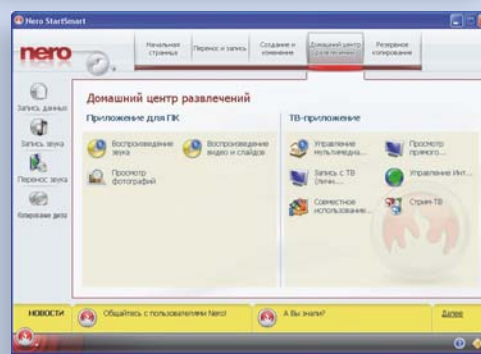 Nero StartSmart
nero
Начальная страница
Перенос и запись
Создание и изменение
Домашний центр развлечений
Резервное копирование
Запись данных
Запись звука
Перенос звука
Копирование диска
Домашний центр развлечений
Приложение для ПК
Воспроизведение звука
Воспроизведение видео и слайдов
Просмотр фотографий
ТВ-приложение
Управление мультимедиа...
Просмотр прямого...
Запись с ТВ (личн....
Управление Инт...
Совместное использование...
Стрим-ТВ
НОВОСТИ
Общайтесь с пользователями Nero!
А Вы знали?
Далее